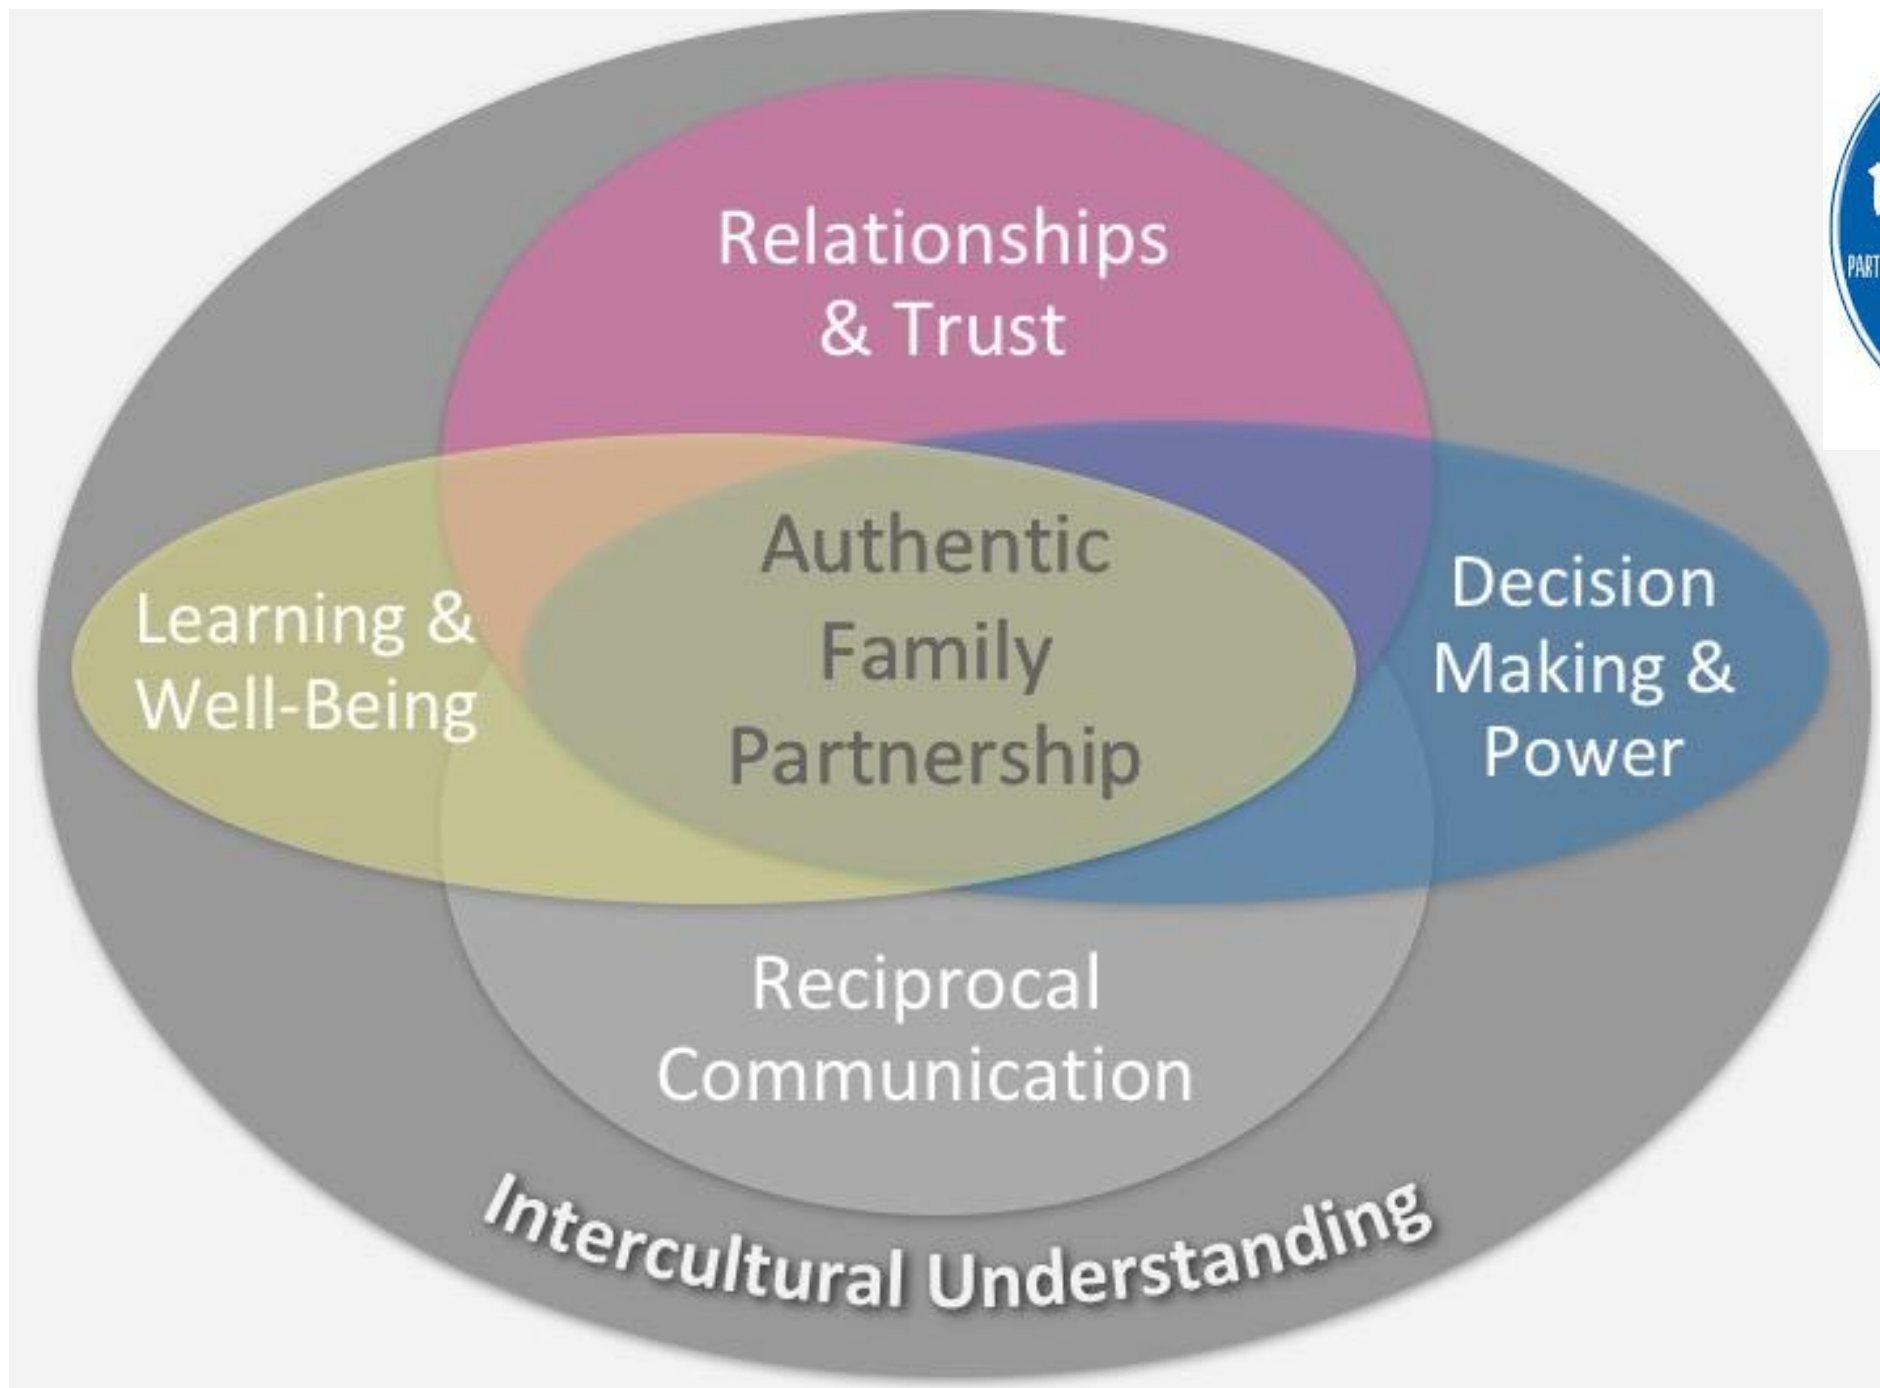 Relationships
& Trust
Authentic
Family
Partnership
Learning &
Well-Being
Decision
Making &
Power
Reciprocal
Communication
Intercultural Understanding